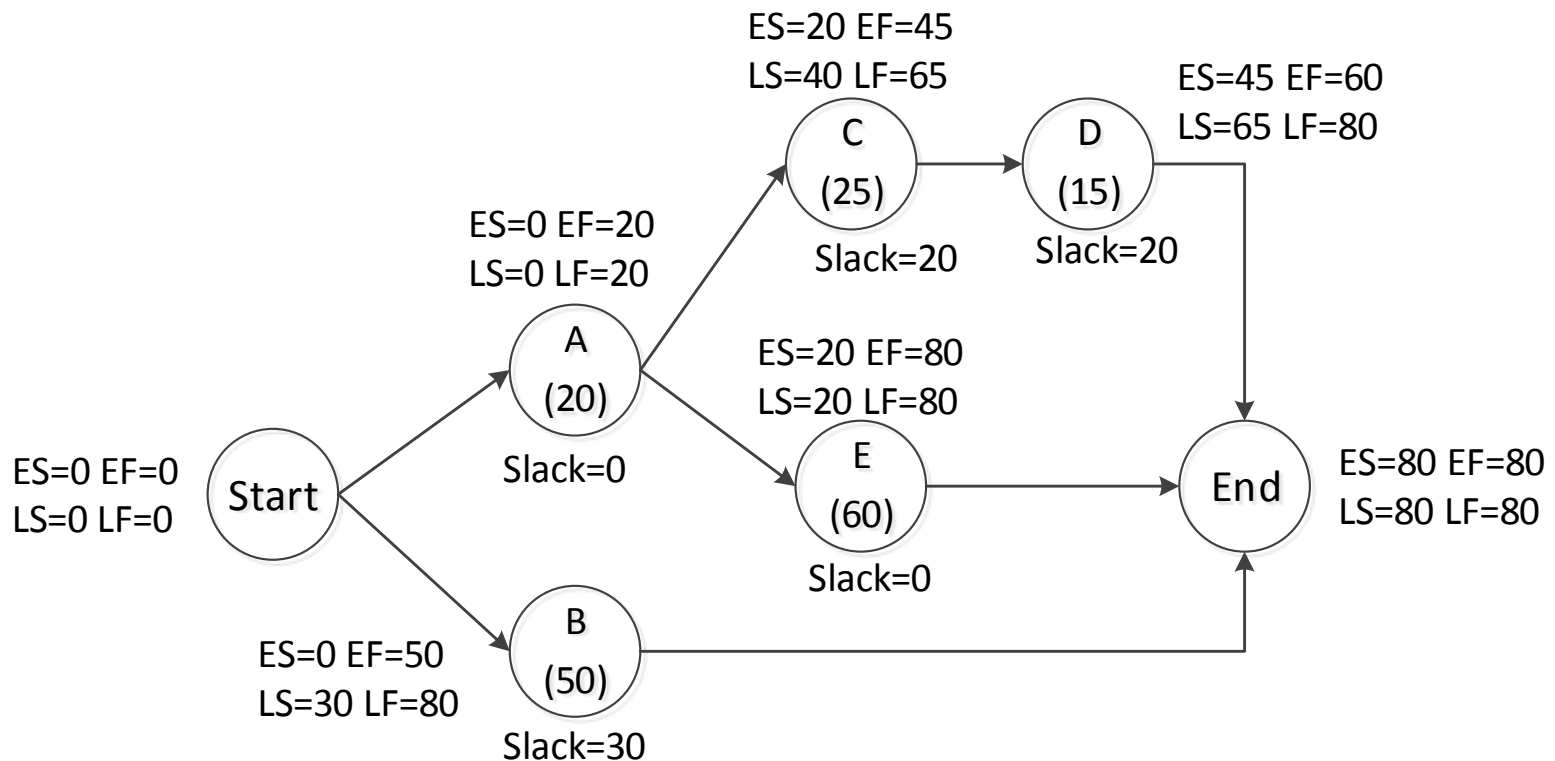 ES=20 EF=45
LS=40 LF=65
C
(25)
Slack=20
ES=45 EF=60
LS=65 LF=80
D
(15)
Slack=20
ES=0 EF=20
LS=0 LF=20
A
(20)
Slack=0
ES=20 EF=80
LS=20 LF=80
E
(60)
Slack=0
ES=0 EF=0
LS=0 LF=0
Start
End
ES=80 EF=80
LS=80 LF=80
ES=0 EF=50
LS=30 LF=80
B
(50)
Slack=30